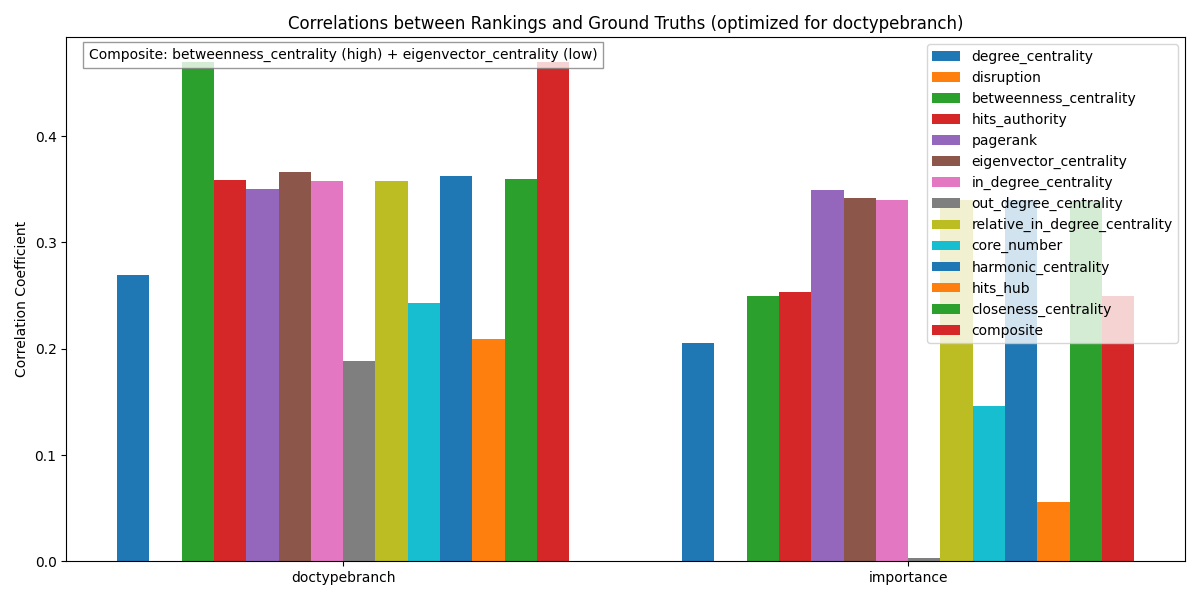 Correlations between Rankings and Ground Truths (optimized for doctypebranch)
Composite: betweenness_centrality (high) + eigenvector_centrality (low)
degree_centrality
disruption
betweenness_centrality
hits_authority
pagerank
eigenvector_centrality
in_degree_centrality
out_degree_centrality
relative_in_degree_centrality
core_number
harmonic_centrality
hits_hub
closeness_centrality
composite
Correlation Coefficient
0.4
0.3
0.2
0.1
0.0
doctypebranch
importance